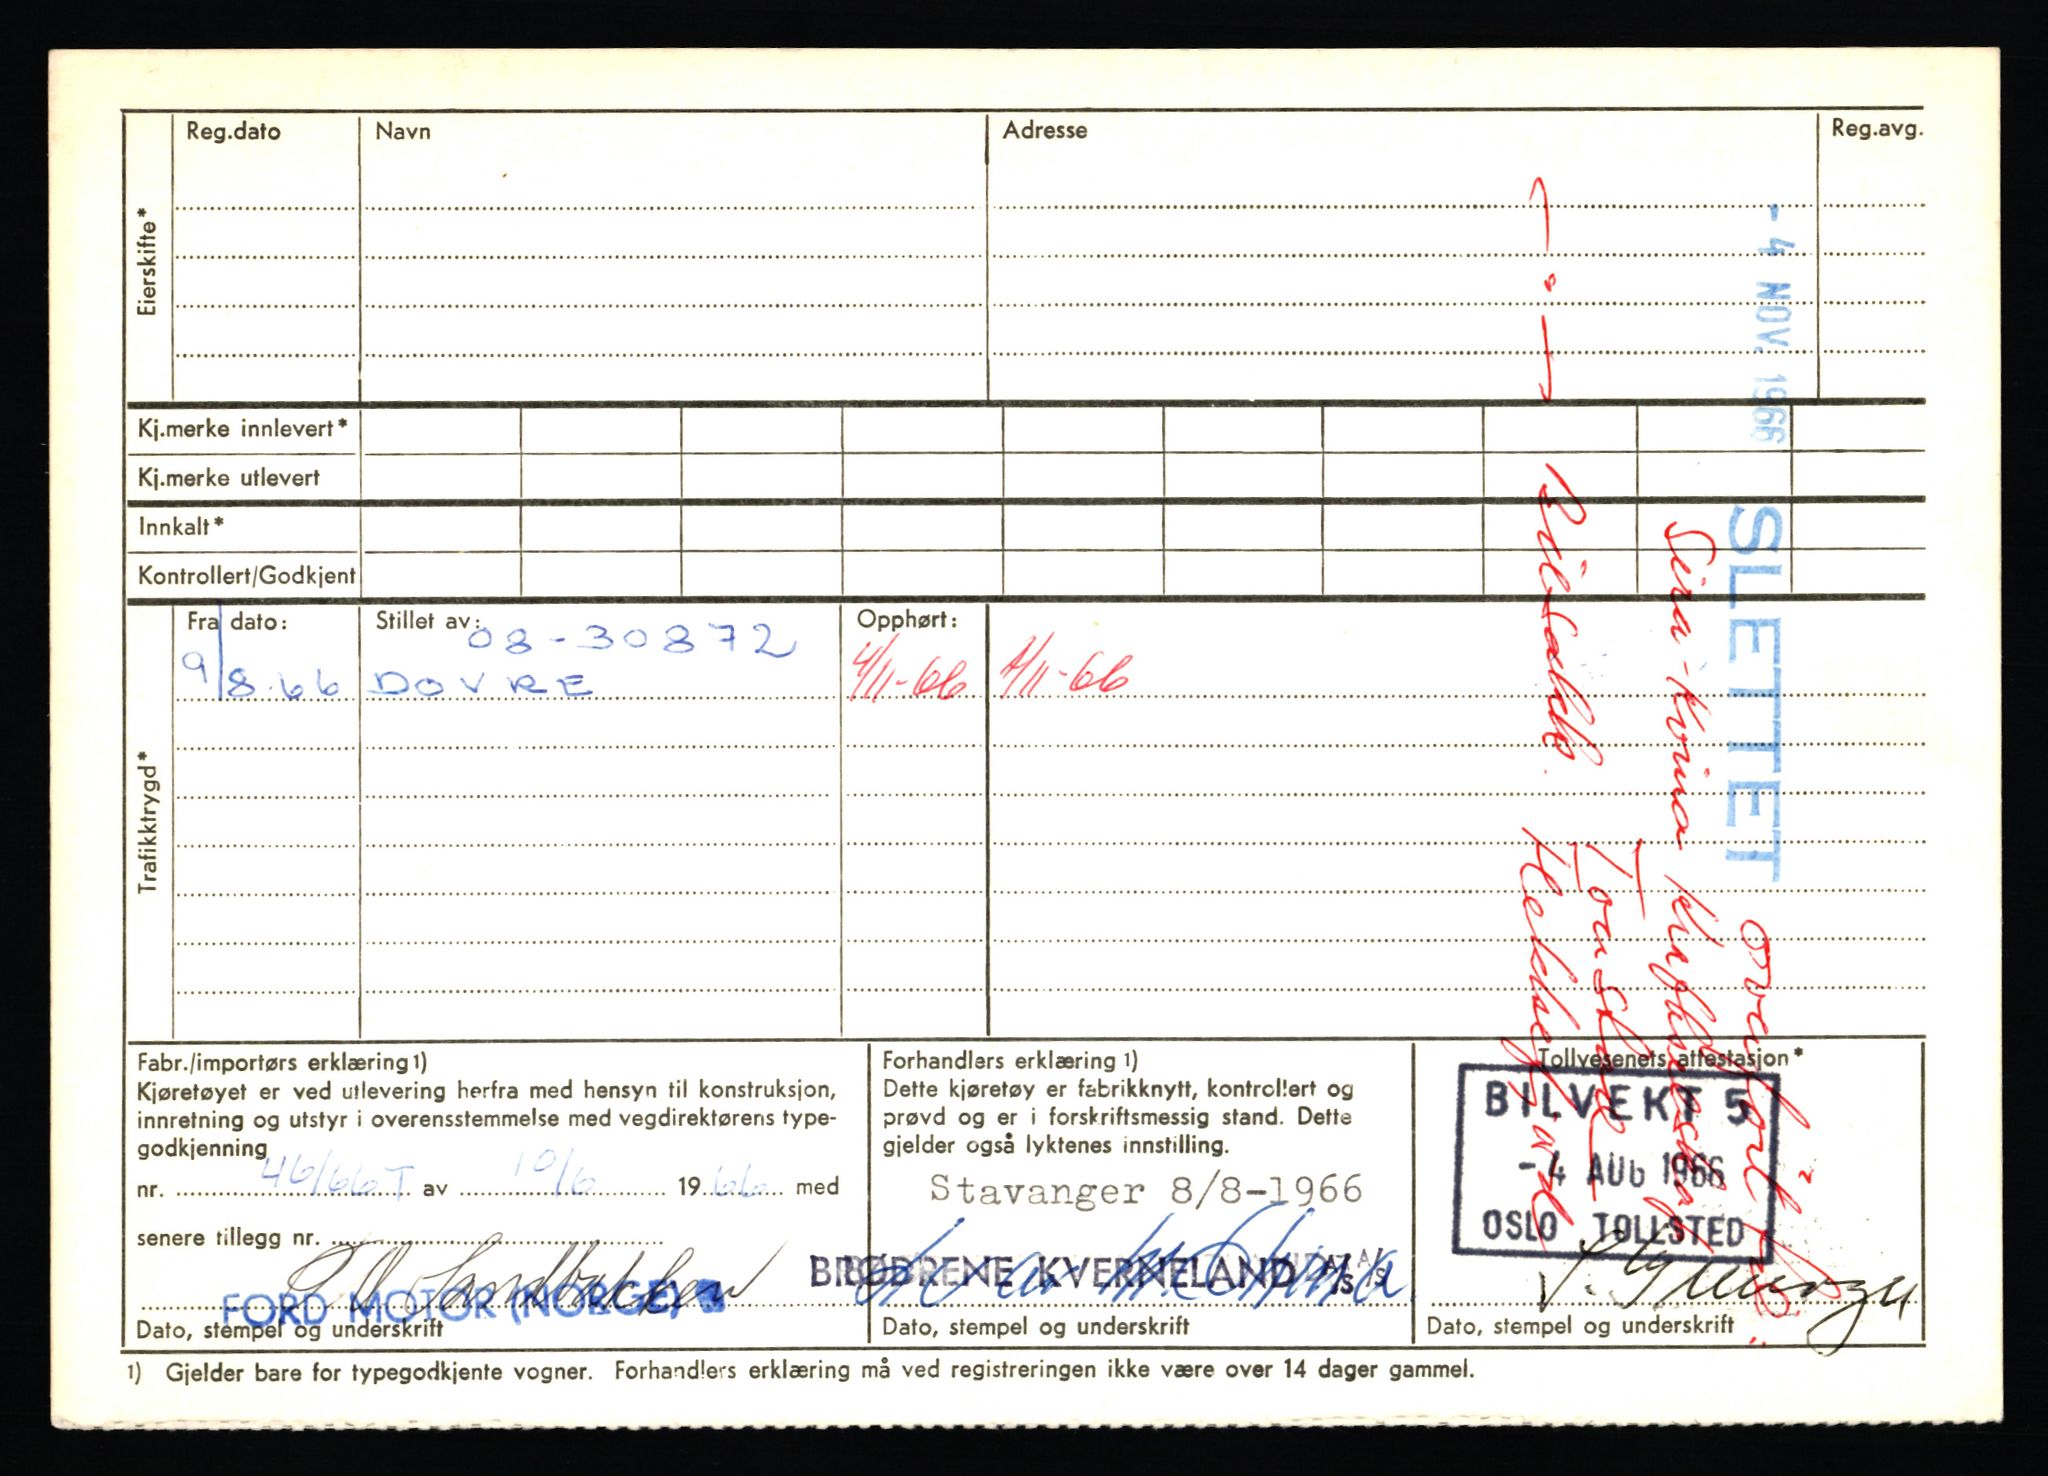 Eierskifte*
Reg.dato
Navn
Adresse
Reg.avg.
Kj.merke innlevert*
Kj.merke utlevert
Innkalt*
Kontrollert/Godkjent
Trafikktrygd*
Fra dato:
Stillet av:
Opphørt:
08-30872
9/8.66 DOVRE 4/11-66 4/11-66
- 4 NOV. 1966
SLETTET
Overført
Sira-Kvina Kraftselskap
Tonstad
Fabr./importørs erklæring 1)
Kjøretøyet er ved utlevering herfra med hensyn til konstruksjon,
innretning og utstyr i overensstemmelse med vegdirektørens type-
godkjenning
nr. 46/66T av 10/6 1966 med
senere tillegg nr.
FORD MOTOR (NORGE)
Dato, stempel og underskrift
Forhandlers erklæring 1)
Dette kjøretøy er fabrikknytt, kontrollert og
prøvd og er i forskriftsmessig stand. Dette
gjelder også lyktenes innstilling.
Stavanger 8/8-1966
BRØDRENE KVERNELAND A/S
Dato, stempel og underskrift
Tollvesenets attestasjon*
BILVEKT 5
- 4 AUG 1966
OSLO TOLLSTED
Dato, stempel og underskrift
1) Gjelder bare for typegodkjente vogner. Forhandlers erklæring må ved registreringen ikke være over 14 dager gammel.